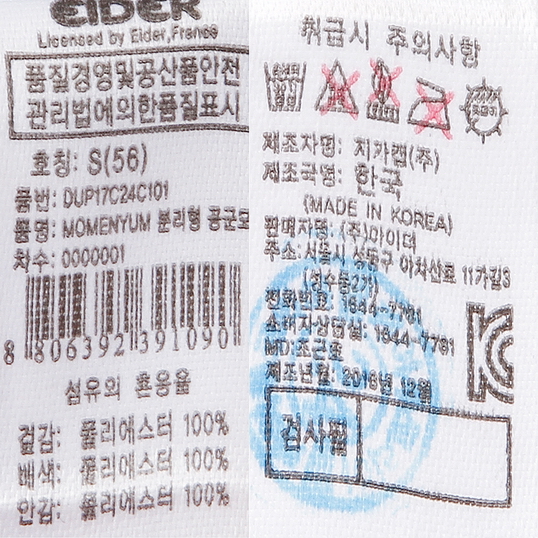 EIDER
Licensed by Eider,France
품질경영및공산품안전
관리법에의한품질표시
호칭: S(56)
품번: DUP17C24C101
품명: MOMENYUM 분리형 공군모
차수: 0000001
8 806392 391090
섬유의 혼용율
겉감: 폴리에스터 100%
배색: 폴리에스터 100%
안감: 폴리에스터 100%
취급시 주의사항
제조자명: 치카캡(주)
제조국명: 한국
(MADE IN KOREA)
판매자명: (주)아이더
주소: 서울시 성동구 아차산로 11가길3
(성수동2가)
전화번호: 1644-7781
소비자상담실: 1644-7781
MD:조근호
제조년월: 2016년 12월
검사필